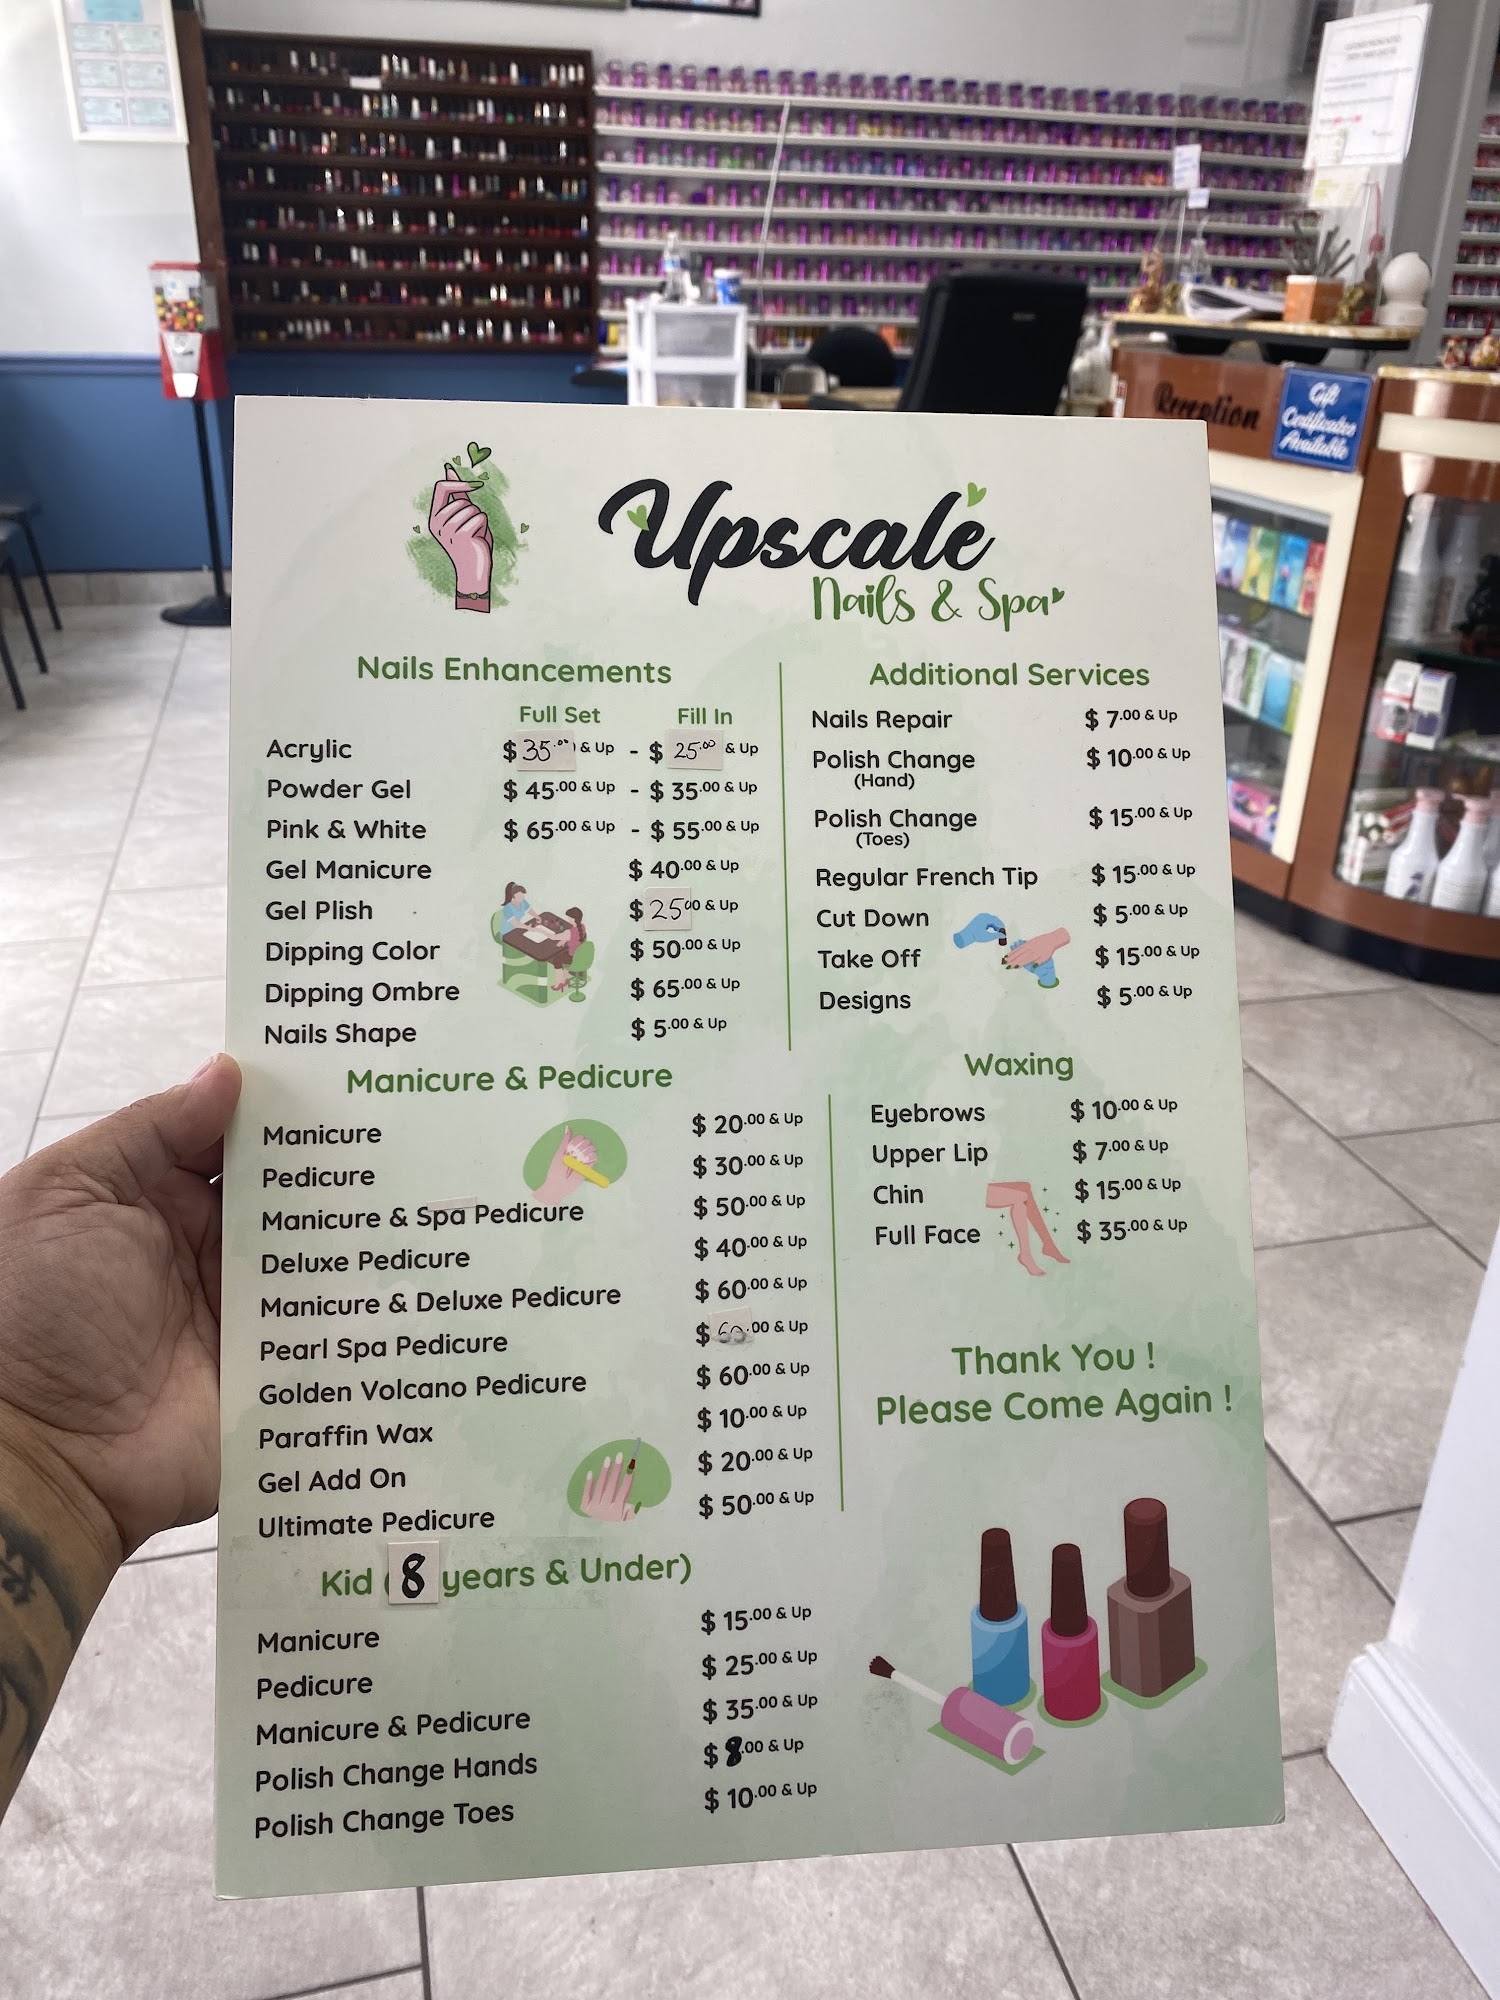 Reception
Gift
Certificates
Available
Upscale
Nails & Spa
Nails Enhancements
Full Set Fill In
Acrylic $ 35.00 & Up - $ 25.00 & Up
Powder Gel $ 45.00 & Up - $ 35.00 & Up
Pink & White $ 65.00 & Up - $ 55.00 & Up
Gel Manicure $ 40.00 & Up
Gel Plish $ 25.00 & Up
Dipping Color $ 50.00 & Up
Dipping Ombre $ 65.00 & Up
Nails Shape $ 5.00 & Up
Additional Services
Nails Repair $ 7.00 & Up
Polish Change $ 10.00 & Up
(Hand)
Polish Change $ 15.00 & Up
(Toes)
Regular French Tip $ 15.00 & Up
Cut Down $ 5.00 & Up
Take Off $ 15.00 & Up
Designs $ 5.00 & Up
Manicure & Pedicure
Manicure $ 20.00 & Up
Pedicure $ 30.00 & Up
Manicure & Spa Pedicure $ 50.00 & Up
Deluxe Pedicure $ 40.00 & Up
Manicure & Deluxe Pedicure $ 60.00 & Up
Pearl Spa Pedicure $ 60.00 & Up
Golden Volcano Pedicure $ 60.00 & Up
Paraffin Wax $ 10.00 & Up
Gel Add On $ 20.00 & Up
Ultimate Pedicure $ 50.00 & Up
Waxing
Eyebrows $ 10.00 & Up
Upper Lip $ 7.00 & Up
Chin $ 15.00 & Up
Full Face $ 35.00 & Up
Thank You !
Please Come Again !
Kid (8 years & Under)
Manicure $ 15.00 & Up
Pedicure $ 25.00 & Up
Manicure & Pedicure $ 35.00 & Up
Polish Change Hands $ 8.00 & Up
Polish Change Toes $ 10.00 & Up